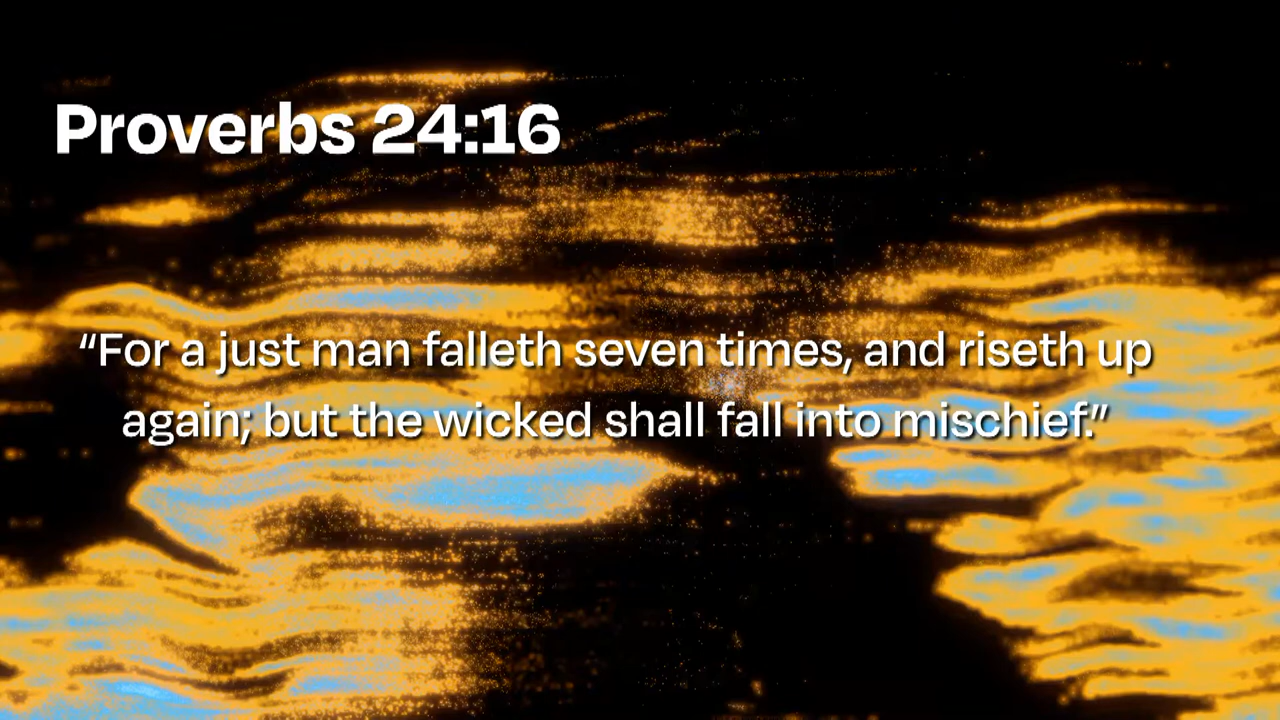 Proverbs 24:16
“For a just man falleth seven times, and riseth up
again; but the wicked shall fall into mischief.”